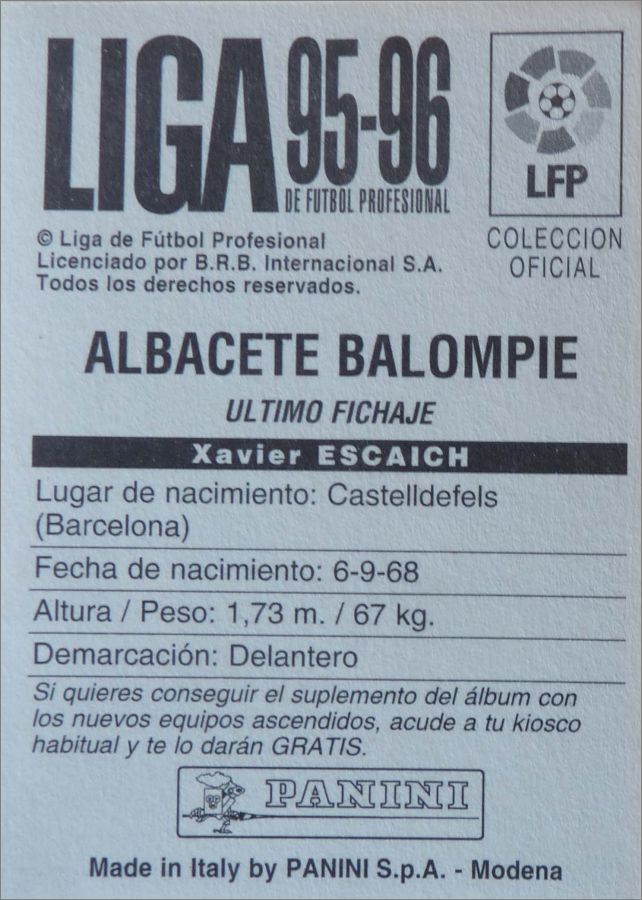 LIGA 95-96
DE FUTBOL PROFESIONAL
LFP
COLECCION
OFICIAL
© Liga de Fútbol Profesional
Licenciado por B.R.B. Internacional S.A.
Todos los derechos reservados.
ALBACETE BALOMPIE
ULTIMO FICHAJE
Xavier ESCAICH
Lugar de nacimiento: Castelldefels
(Barcelona)
Fecha de nacimiento: 6-9-68
Altura / Peso: 1,73 m. / 67 kg.
Demarcación: Delantero
Si quieres conseguir el suplemento del álbum con
los nuevos equipos ascendidos, acude a tu kiosco
habitual y te lo darán GRATIS.
PANINI
Made in Italy by PANINI S.p.A. - Modena